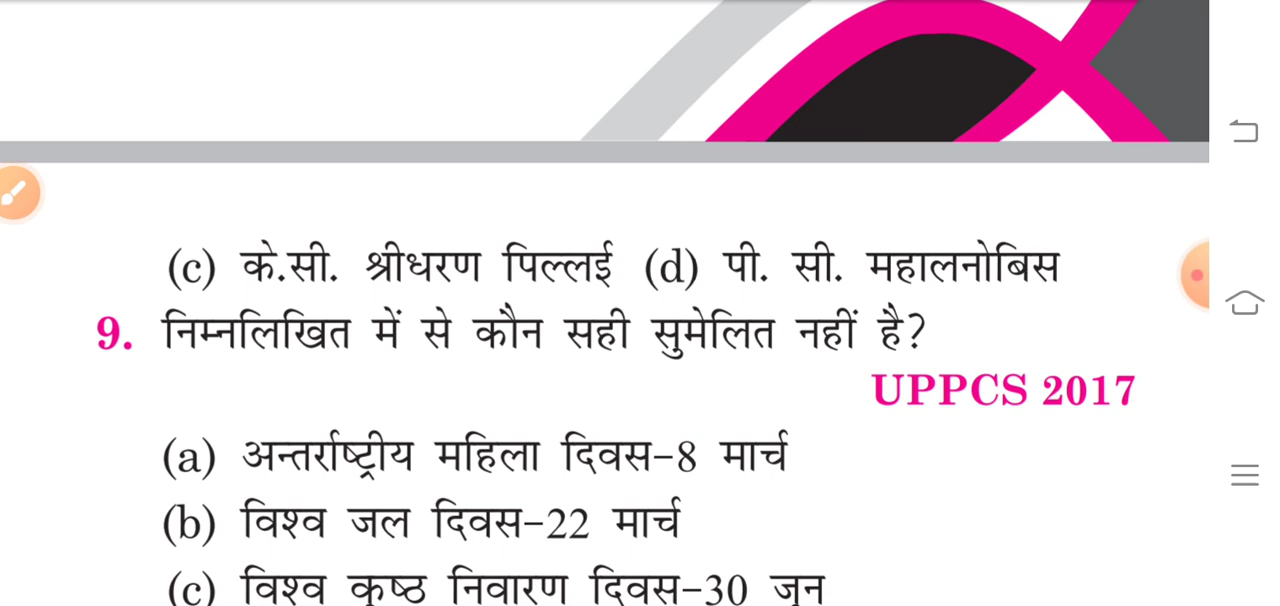 (c) के.सी. श्रीधरण पिल्लई (d) पी. सी. महालनोबिस
9. निम्नलिखित में से कौन सही सुमेलित नहीं है?
UPPCS 2017
(a) अन्तर्राष्ट्रीय महिला दिवस-8 मार्च
(b) विश्व जल दिवस-22 मार्च
(c) विश्व कुष्ठ निवारण दिवस-30 जून